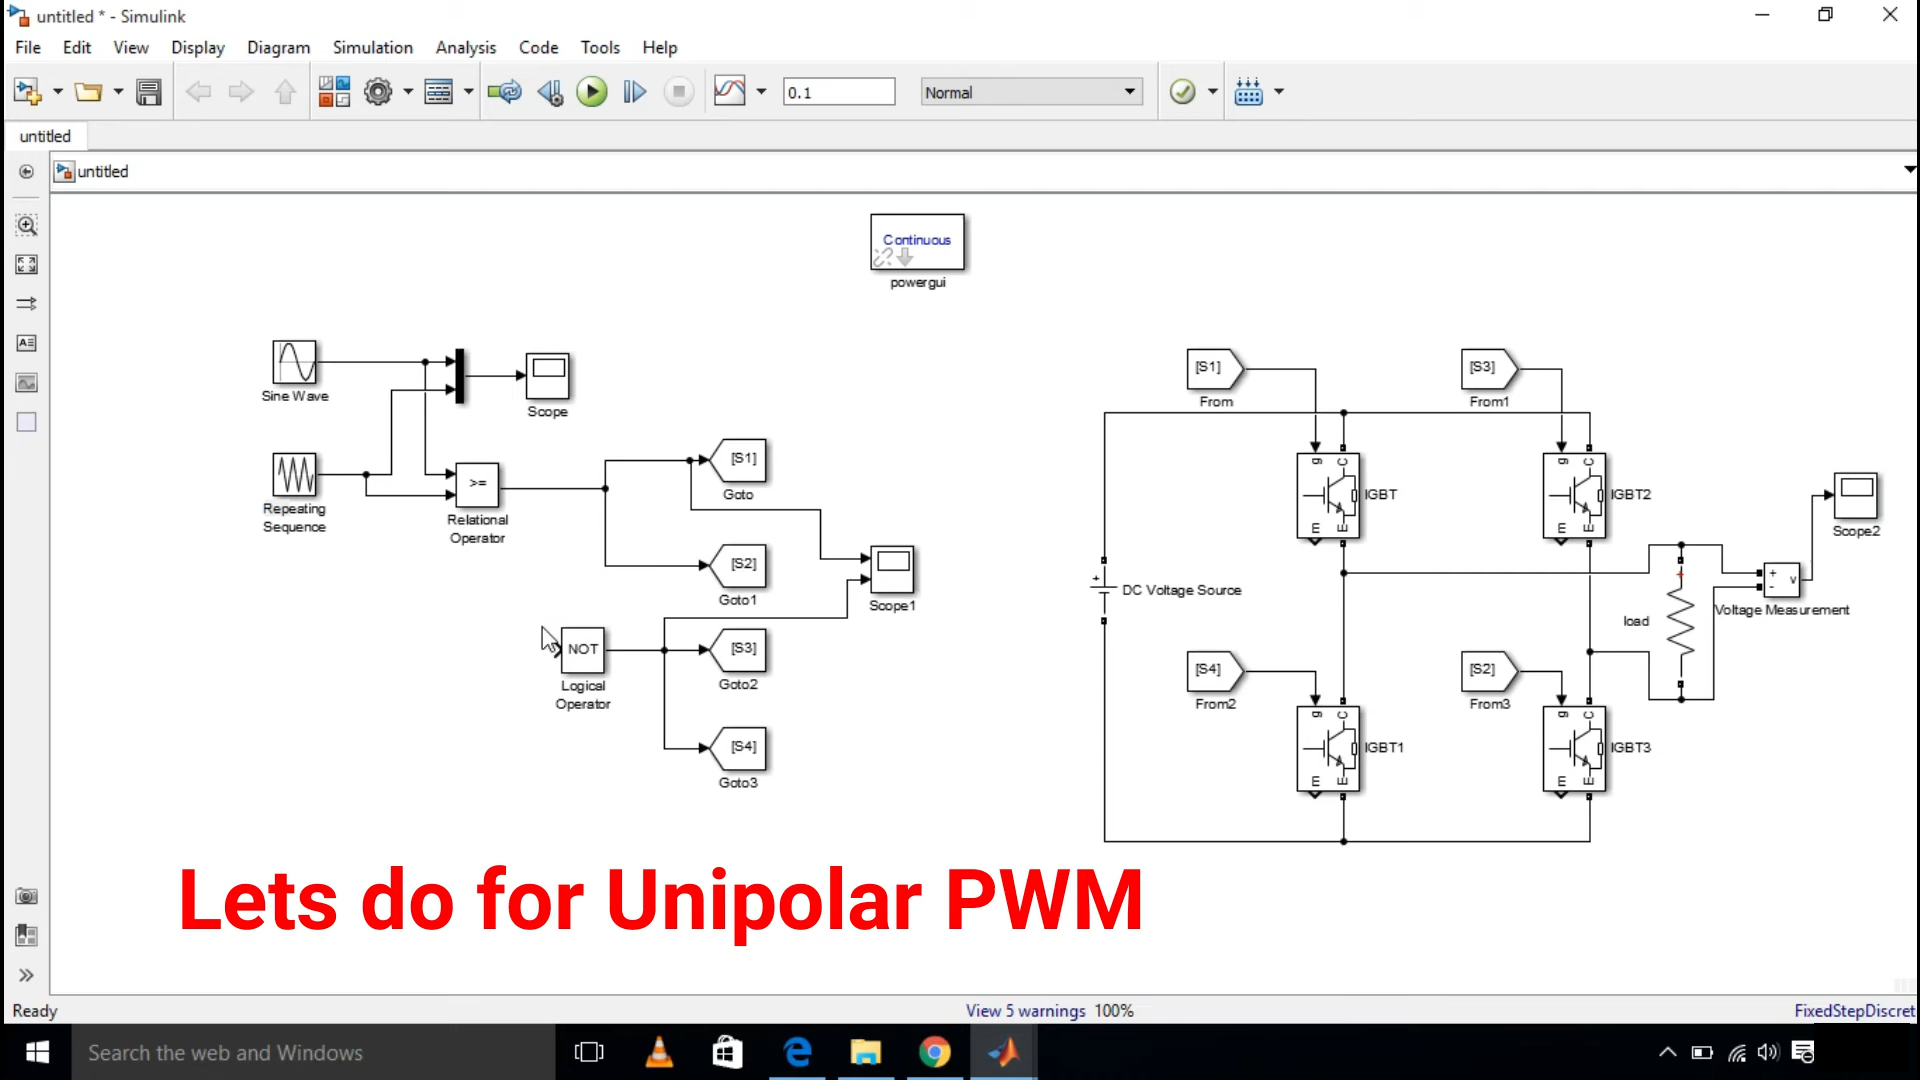 untitled * - Simulink
File Edit View Display Diagram Simulation Analysis Code Tools Help
0.1 Normal
untitled
untitled
Continuous
powergui
Sine Wave
Scope
Repeating
Sequence
>=
Relational
Operator
[S1]
Goto
[S2]
Goto1
Scope1
NOT
Logical
Operator
[S3]
Goto2
[S4]
Goto3
[S1]
From
[S3]
From1
g C
IGBT
m E
g C
IGBT2
m E
Scope2
+
DC Voltage Source
+
load
+ v
-
Voltage Measurement
[S4]
From2
[S2]
From3
g C
IGBT1
m E
g C
IGBT3
m E
Lets do for Unipolar PWM
Ready View 5 warnings 100% FixedStepDiscret
Search the web and Windows